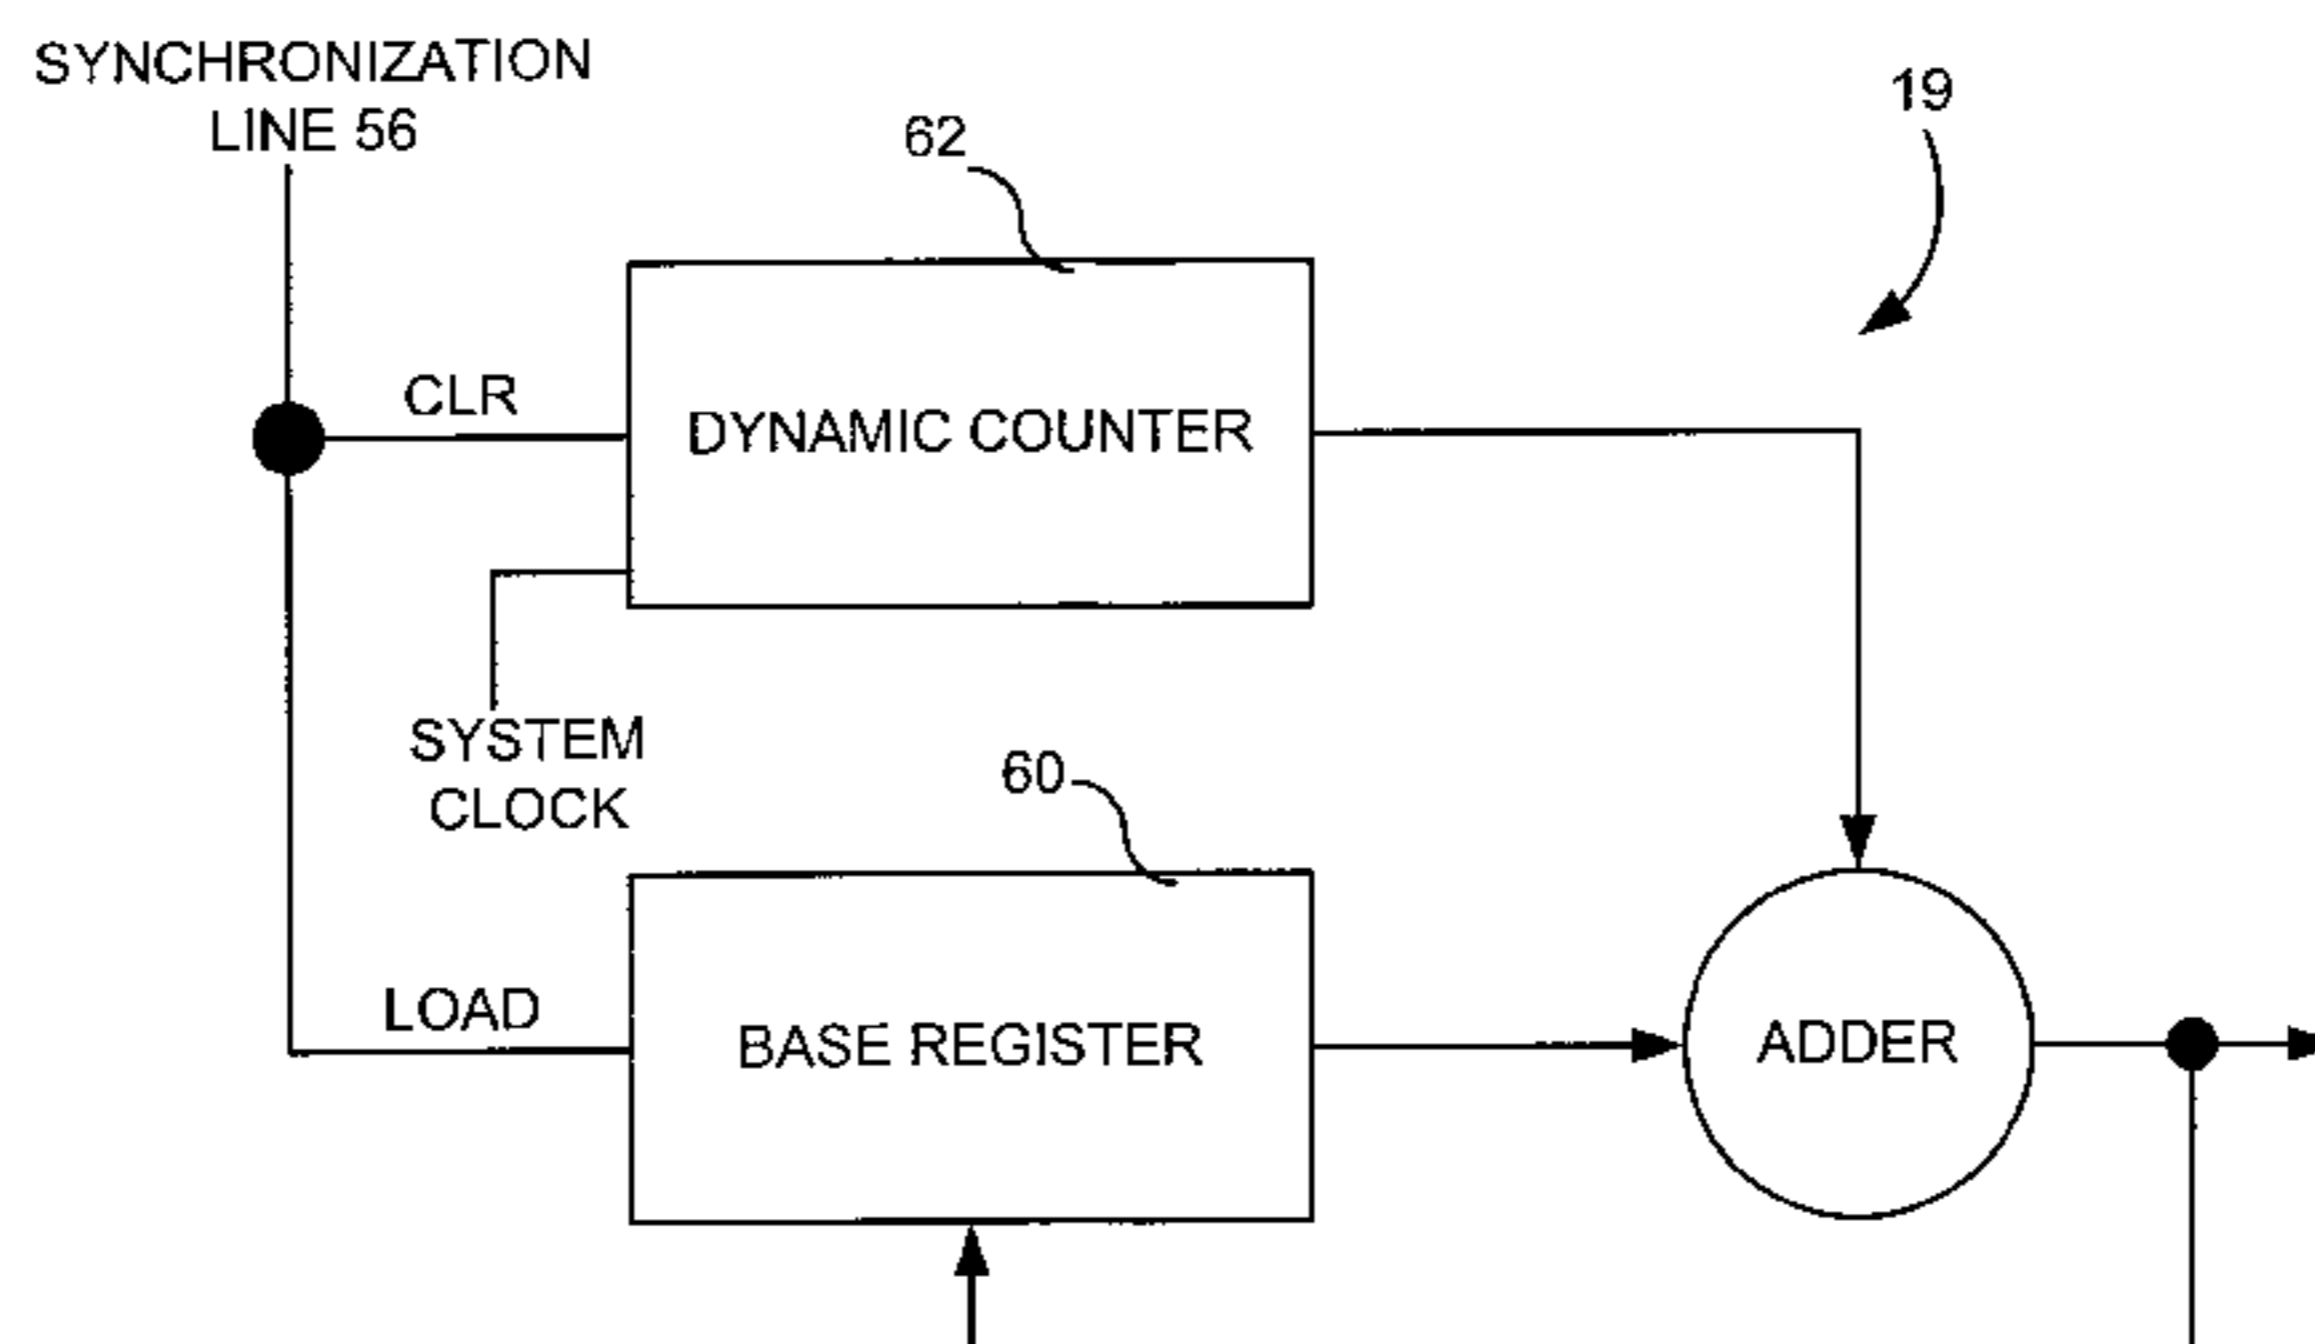 SYNCHRONIZATION
LINE 56
19
62
CLR
DYNAMIC COUNTER
SYSTEM
CLOCK
60
LOAD
BASE REGISTER
ADDER